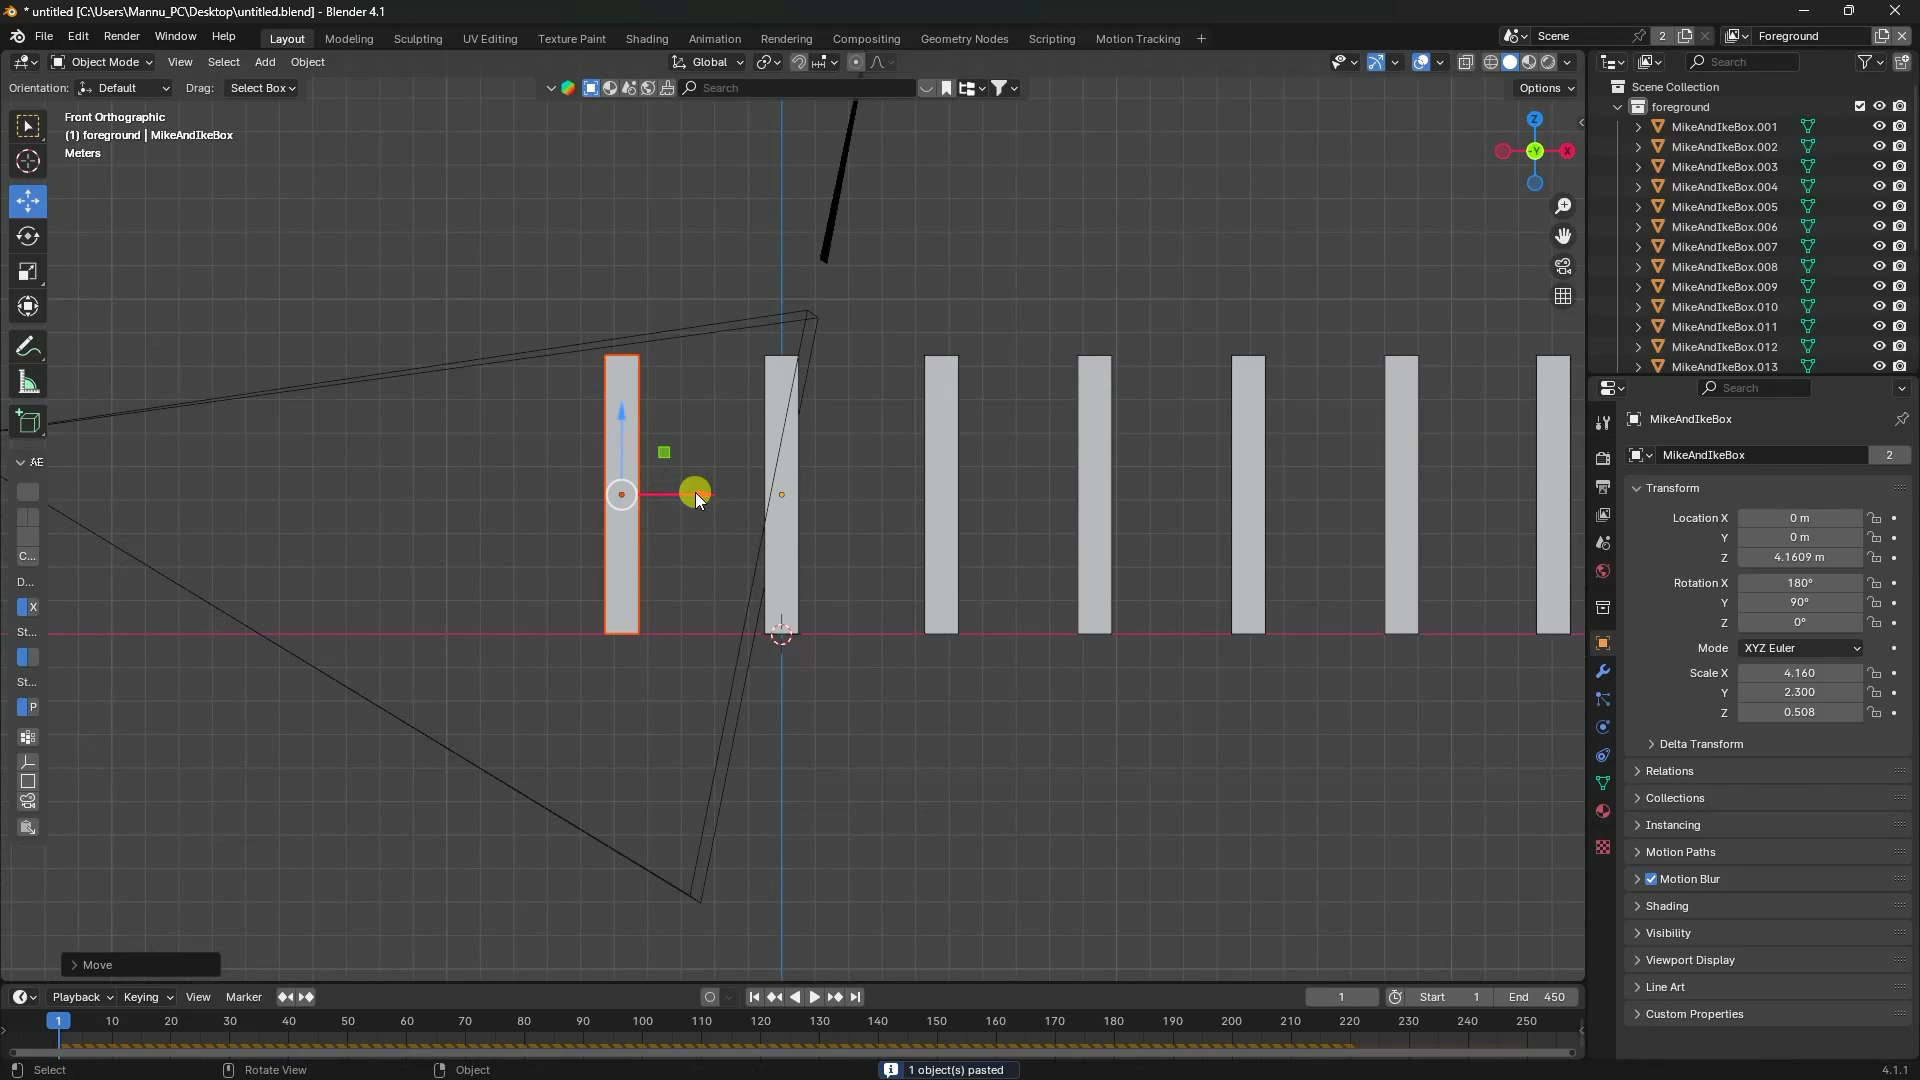 * untitled [C:\Users\Mannu_PC\Desktop\untitled.blend] - Blender 4.1
File Edit Render Window Help Layout Modeling Sculpting UV Editing Texture Paint Shading Animation Rendering Compositing Geometry Nodes Scripting Motion Tracking + Scene 2 Foreground
Object Mode View Select Add Object Global Search
Orientation: Default Drag: Select Box Search Options
Front Orthographic
(1) foreground | MikeAndIkeBox
Meters
Z
-Y
X
AE
C...
D...
X
St...
St...
P
Move
Scene Collection
foreground
MikeAndIkeBox.001
MikeAndIkeBox.002
MikeAndIkeBox.003
MikeAndIkeBox.004
MikeAndIkeBox.005
MikeAndIkeBox.006
MikeAndIkeBox.007
MikeAndIkeBox.008
MikeAndIkeBox.009
MikeAndIkeBox.010
MikeAndIkeBox.011
MikeAndIkeBox.012
MikeAndIkeBox.013
Search
MikeAndIkeBox
MikeAndIkeBox 2
Transform
Location X 0 m
Y 0 m
Z 4.1609 m
Rotation X 180°
Y 90°
Z 0°
Mode XYZ Euler
Scale X 4.160
Y 2.300
Z 0.508
Delta Transform
Relations
Collections
Instancing
Motion Paths
Motion Blur
Shading
Visibility
Viewport Display
Line Art
Custom Properties
Playback Keying View Marker 1 Start 1 End 450
1 10 20 30 40 50 60 70 80 90 100 110 120 130 140 150 160 170 180 190 200 210 220 230 240 250
Select Rotate View Object 1 object(s) pasted 4.1.1